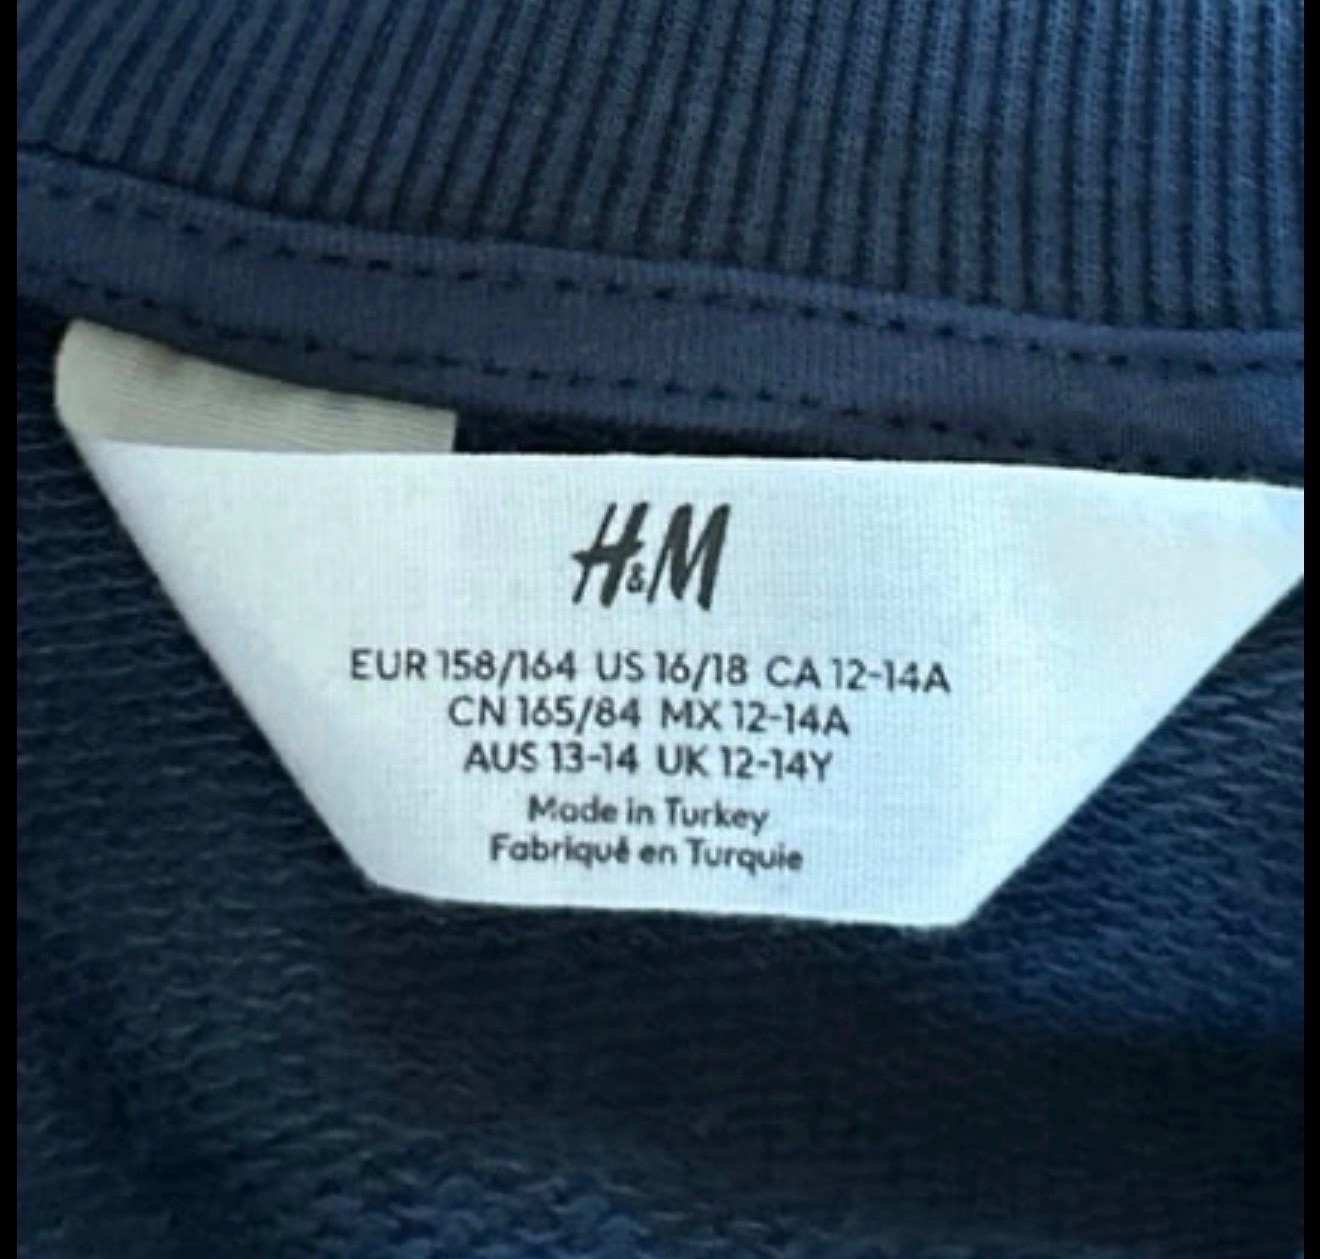 H&M
EUR 158/164 US 16/18 CA 12-14A
CN 165/84 MX 12-14A
AUS 13-14 UK 12-14Y
Made in Turkey
Fabriqué en Turquie